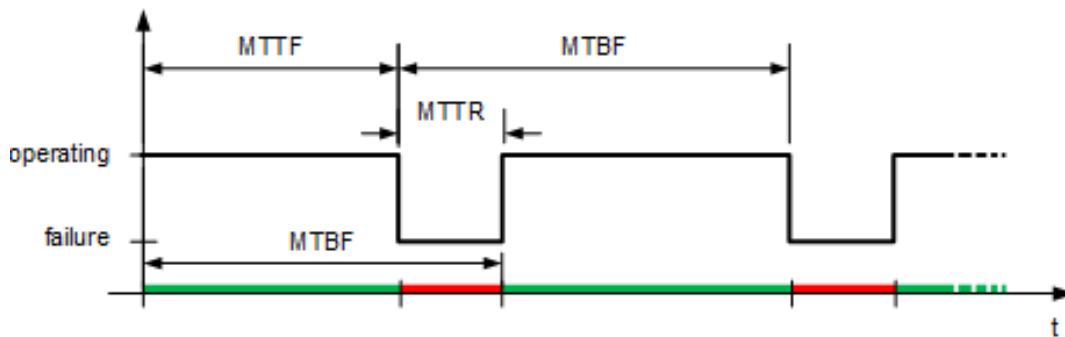 MTTF
MTBF
MTTR
operating
failure
MTBF
t